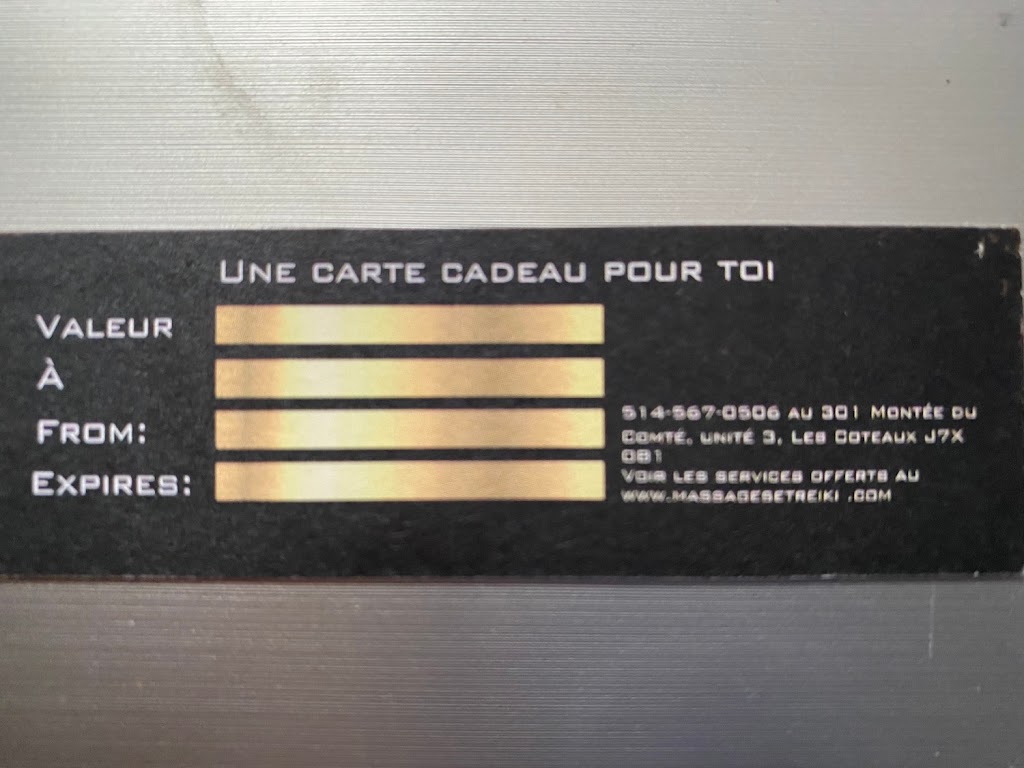 Une carte cadeau pour toi
Valeur
À
From:
Expires:
514-567-0506 au 301 Montée du
Comté, unité 3, Les Coteaux J7X
0B1
Voir les services offerts au
www.massagesetreiki .com